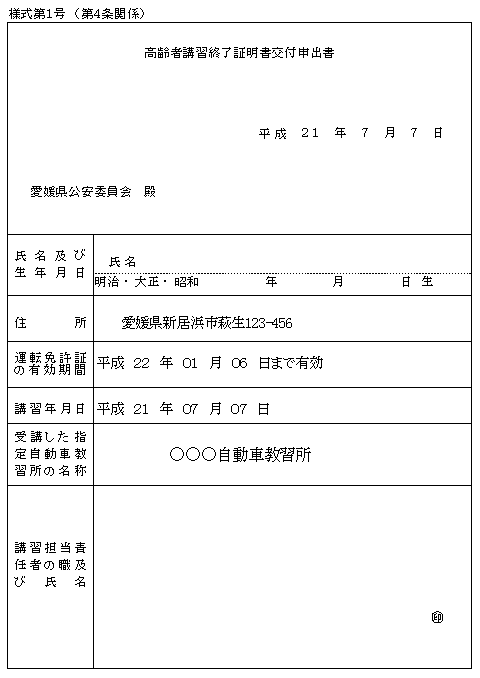 様式第1号（第4条関係）
高齢者講習終了証明書交付申出書
平成 21 年 7 月 7 日
愛媛県公安委員会 殿
氏名及び
生年月日
氏名
明治・大正・昭和 年 月 日 生
住 所
愛媛県新居浜市萩生123-456
運転免許証
の有効期間
平成 22 年 01 月 06 日まで有効
講習年月日
平成 21 年 07 月 07 日
受講した指
定自動車教
習所の名称
〇〇〇自動車教習所
講習担当責
任者の職及
び氏名
㊞